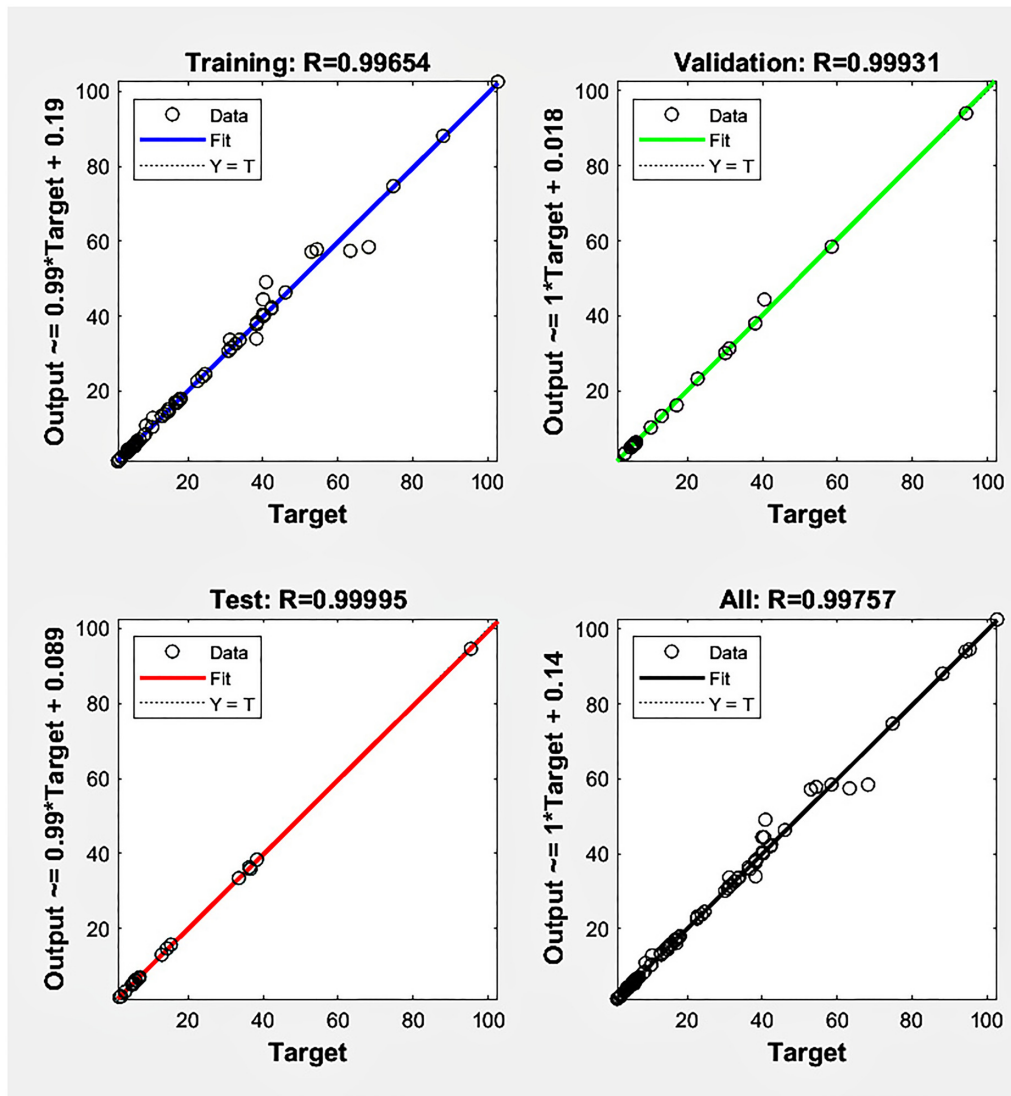 Training: R=0.99654
Output ~= 0.99*Target + 0.19
100
80
60
40
20
Data
Fit
Y = T
20 40 60 80 100
Target
Validation: R=0.99931
Output ~= 1*Target + 0.018
100
80
60
40
20
Data
Fit
Y = T
20 40 60 80 100
Target
Test: R=0.99995
Output ~= 0.99*Target + 0.089
100
80
60
40
20
Data
Fit
Y = T
20 40 60 80 100
Target
All: R=0.99757
Output ~= 1*Target + 0.14
100
80
60
40
20
Data
Fit
Y = T
20 40 60 80 100
Target